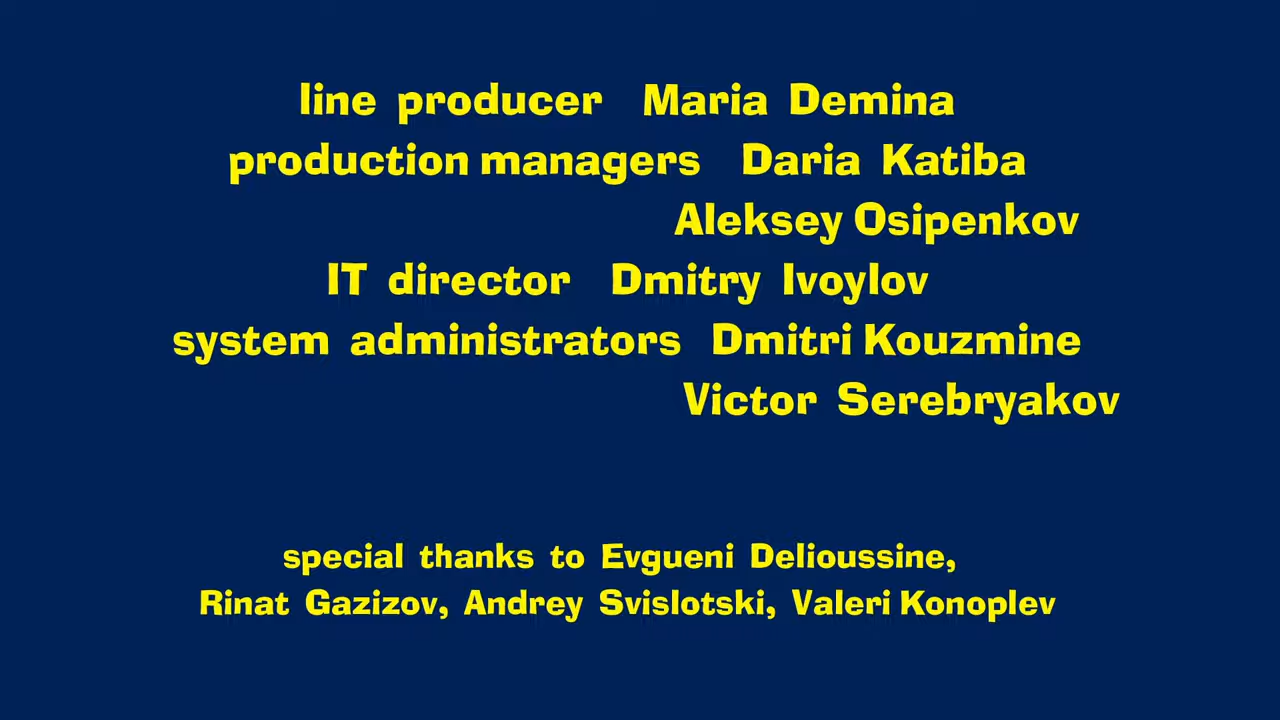 line producer Maria Demina
production managers Daria Katiba
Aleksey Osipenkov
IT director Dmitry Ivoylov
system administrators Dmitri Kouzmine
Victor Serebryakov
special thanks to Evgueni Delioussine,
Rinat Gazizov, Andrey Svislotski, Valeri Konoplev